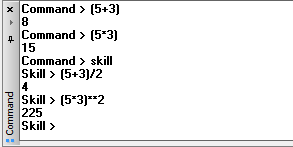 Command > (5+3)
8
Command > (5*3)
15
Command > skill
Skill > (5+3)/2
4
Skill > (5*3)**2
225
Skill >
Command